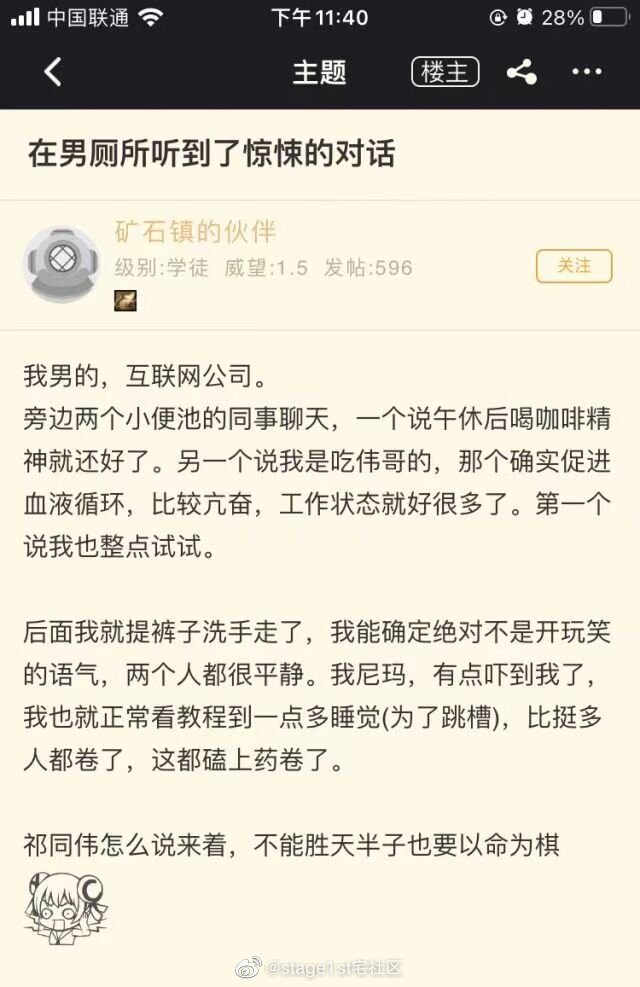 中国联通
下午11:40
28%
主题
楼主
在男厕所听到了惊悚的对话
矿石镇的伙伴
级别:学徒 威望:1.5 发帖:596
关注
我男的，互联网公司。
旁边两个小便池的同事聊天，一个说午休后喝咖啡精
神就还好了。另一个说我是吃伟哥的，那个确实促进
血液循环，比较亢奋，工作状态就好很多了。第一个
说我也整点试试。
后面我就提裤子洗手走了，我能确定绝对不是开玩笑
的语气，两个人都很平静。我尼玛，有点吓到我了，
我也就正常看教程到一点多睡觉(为了跳槽)，比挺多
人都卷了，这都磕上药卷了。
祁同伟怎么说来着，不能胜天半子也要以命为棋
@stage1st宅社区